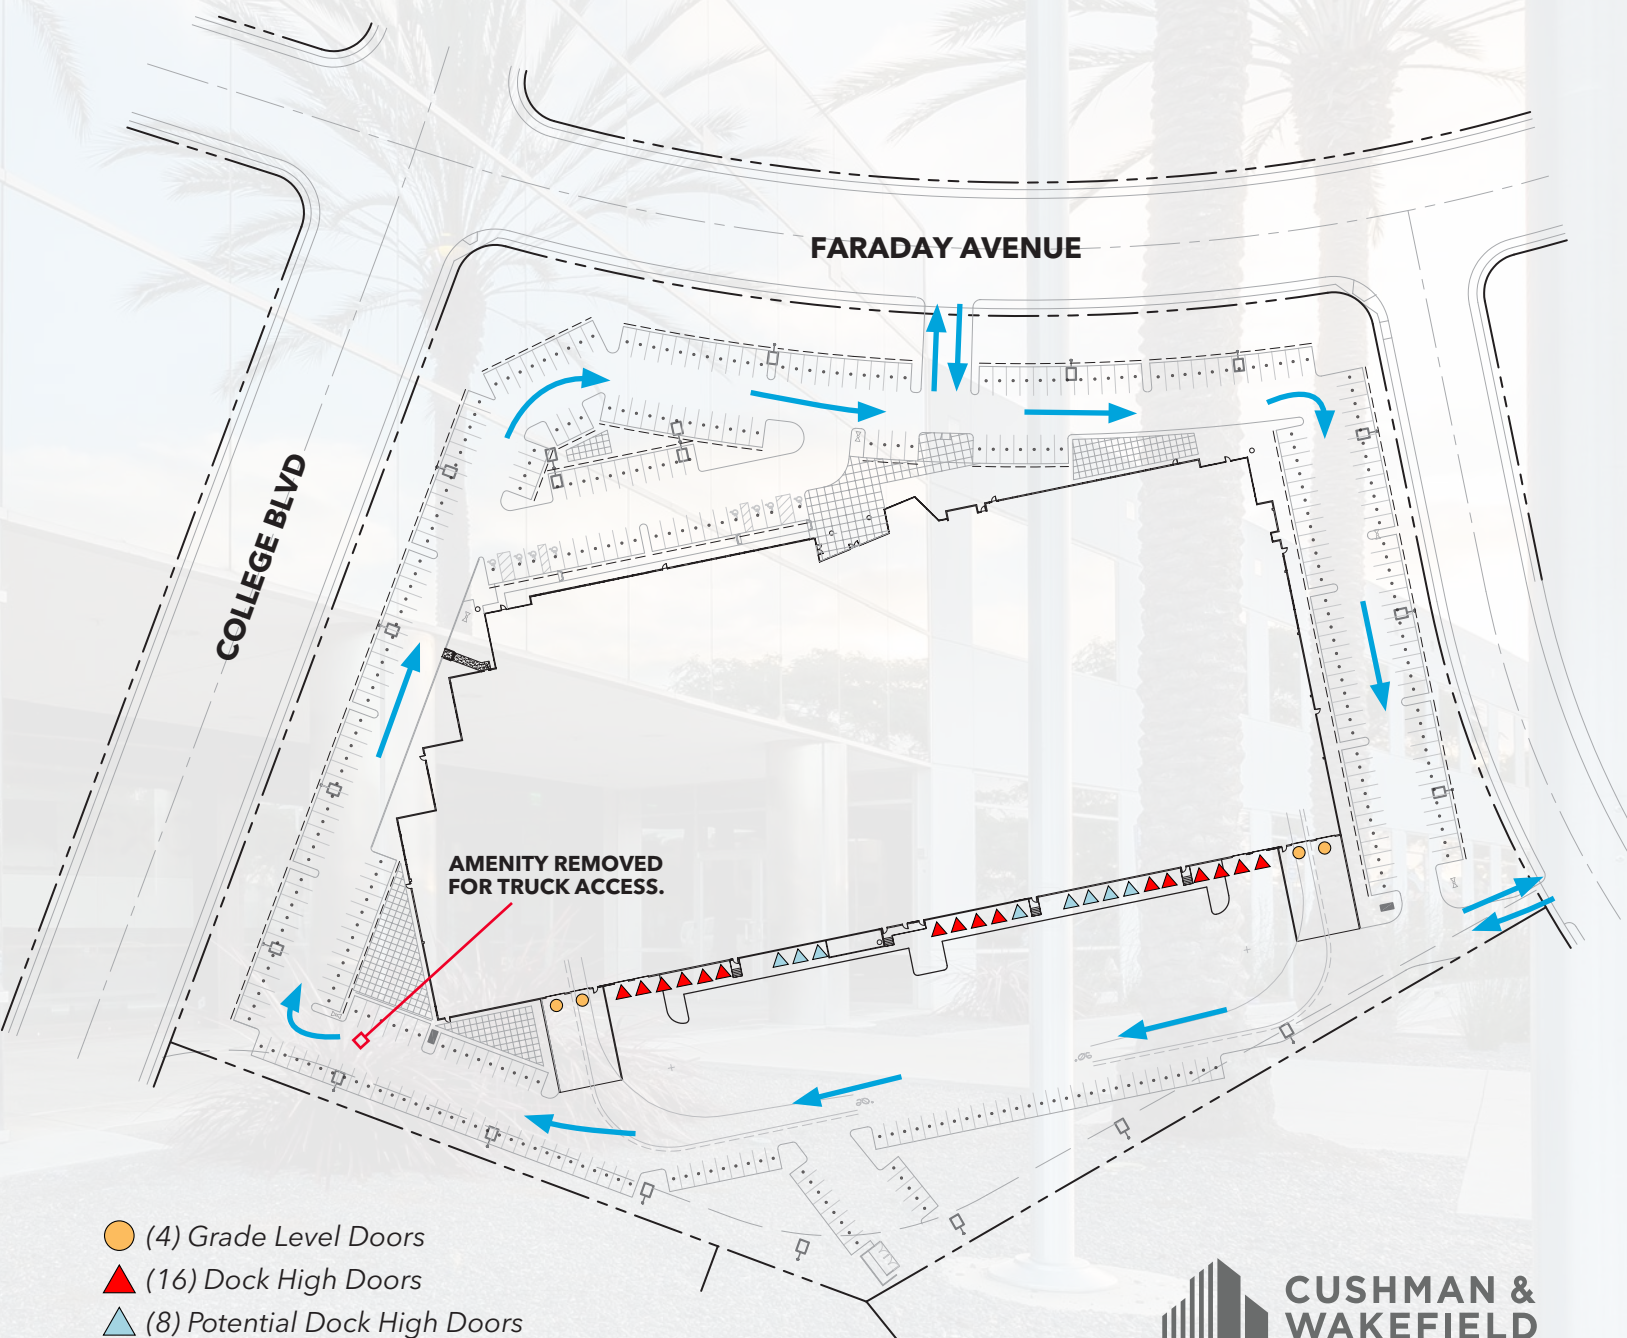 FARADAY AVENUE
COLLEGE BLVD
AMENITY REMOVED
FOR TRUCK ACCESS.
(4) Grade Level Doors
(16) Dock High Doors
(8) Potential Dock High Doors
CUSHMAN &
WAKEFIELD